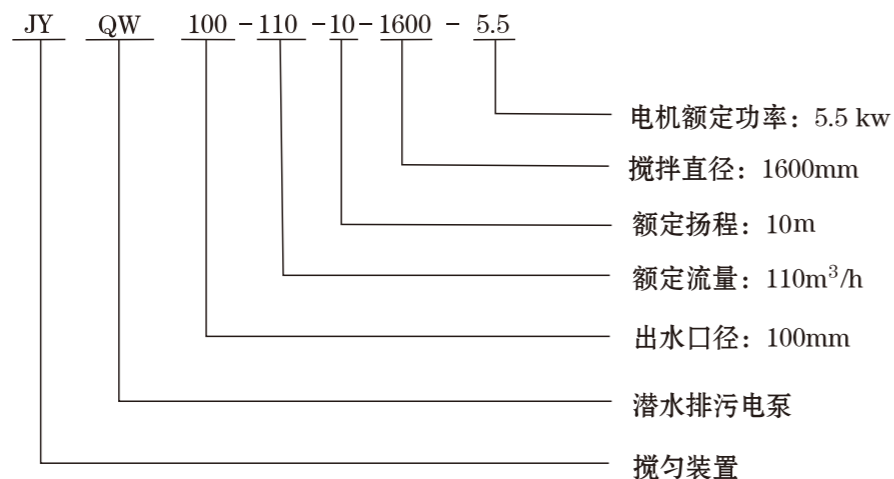 JY QW 100 - 110 - 10 - 1600 - 5.5
电机额定功率：5.5 kw
搅拌直径：1600mm
额定扬程：10m
额定流量：110m³/h
出水口径：100mm
潜水排污电泵
搅匀装置